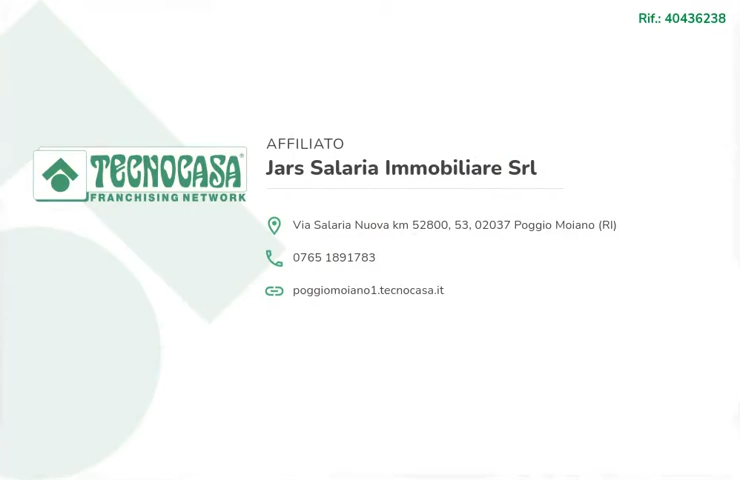 Rif.: 40436238
AFFILIATO
Jars Salaria Immobiliare Srl
TECNOCASA®
FRANCHISING NETWORK
Via Salaria Nuova km 52800, 53, 02037 Poggio Moiano (RI)
0765 1891783
poggiomoiano1.tecnocasa.it